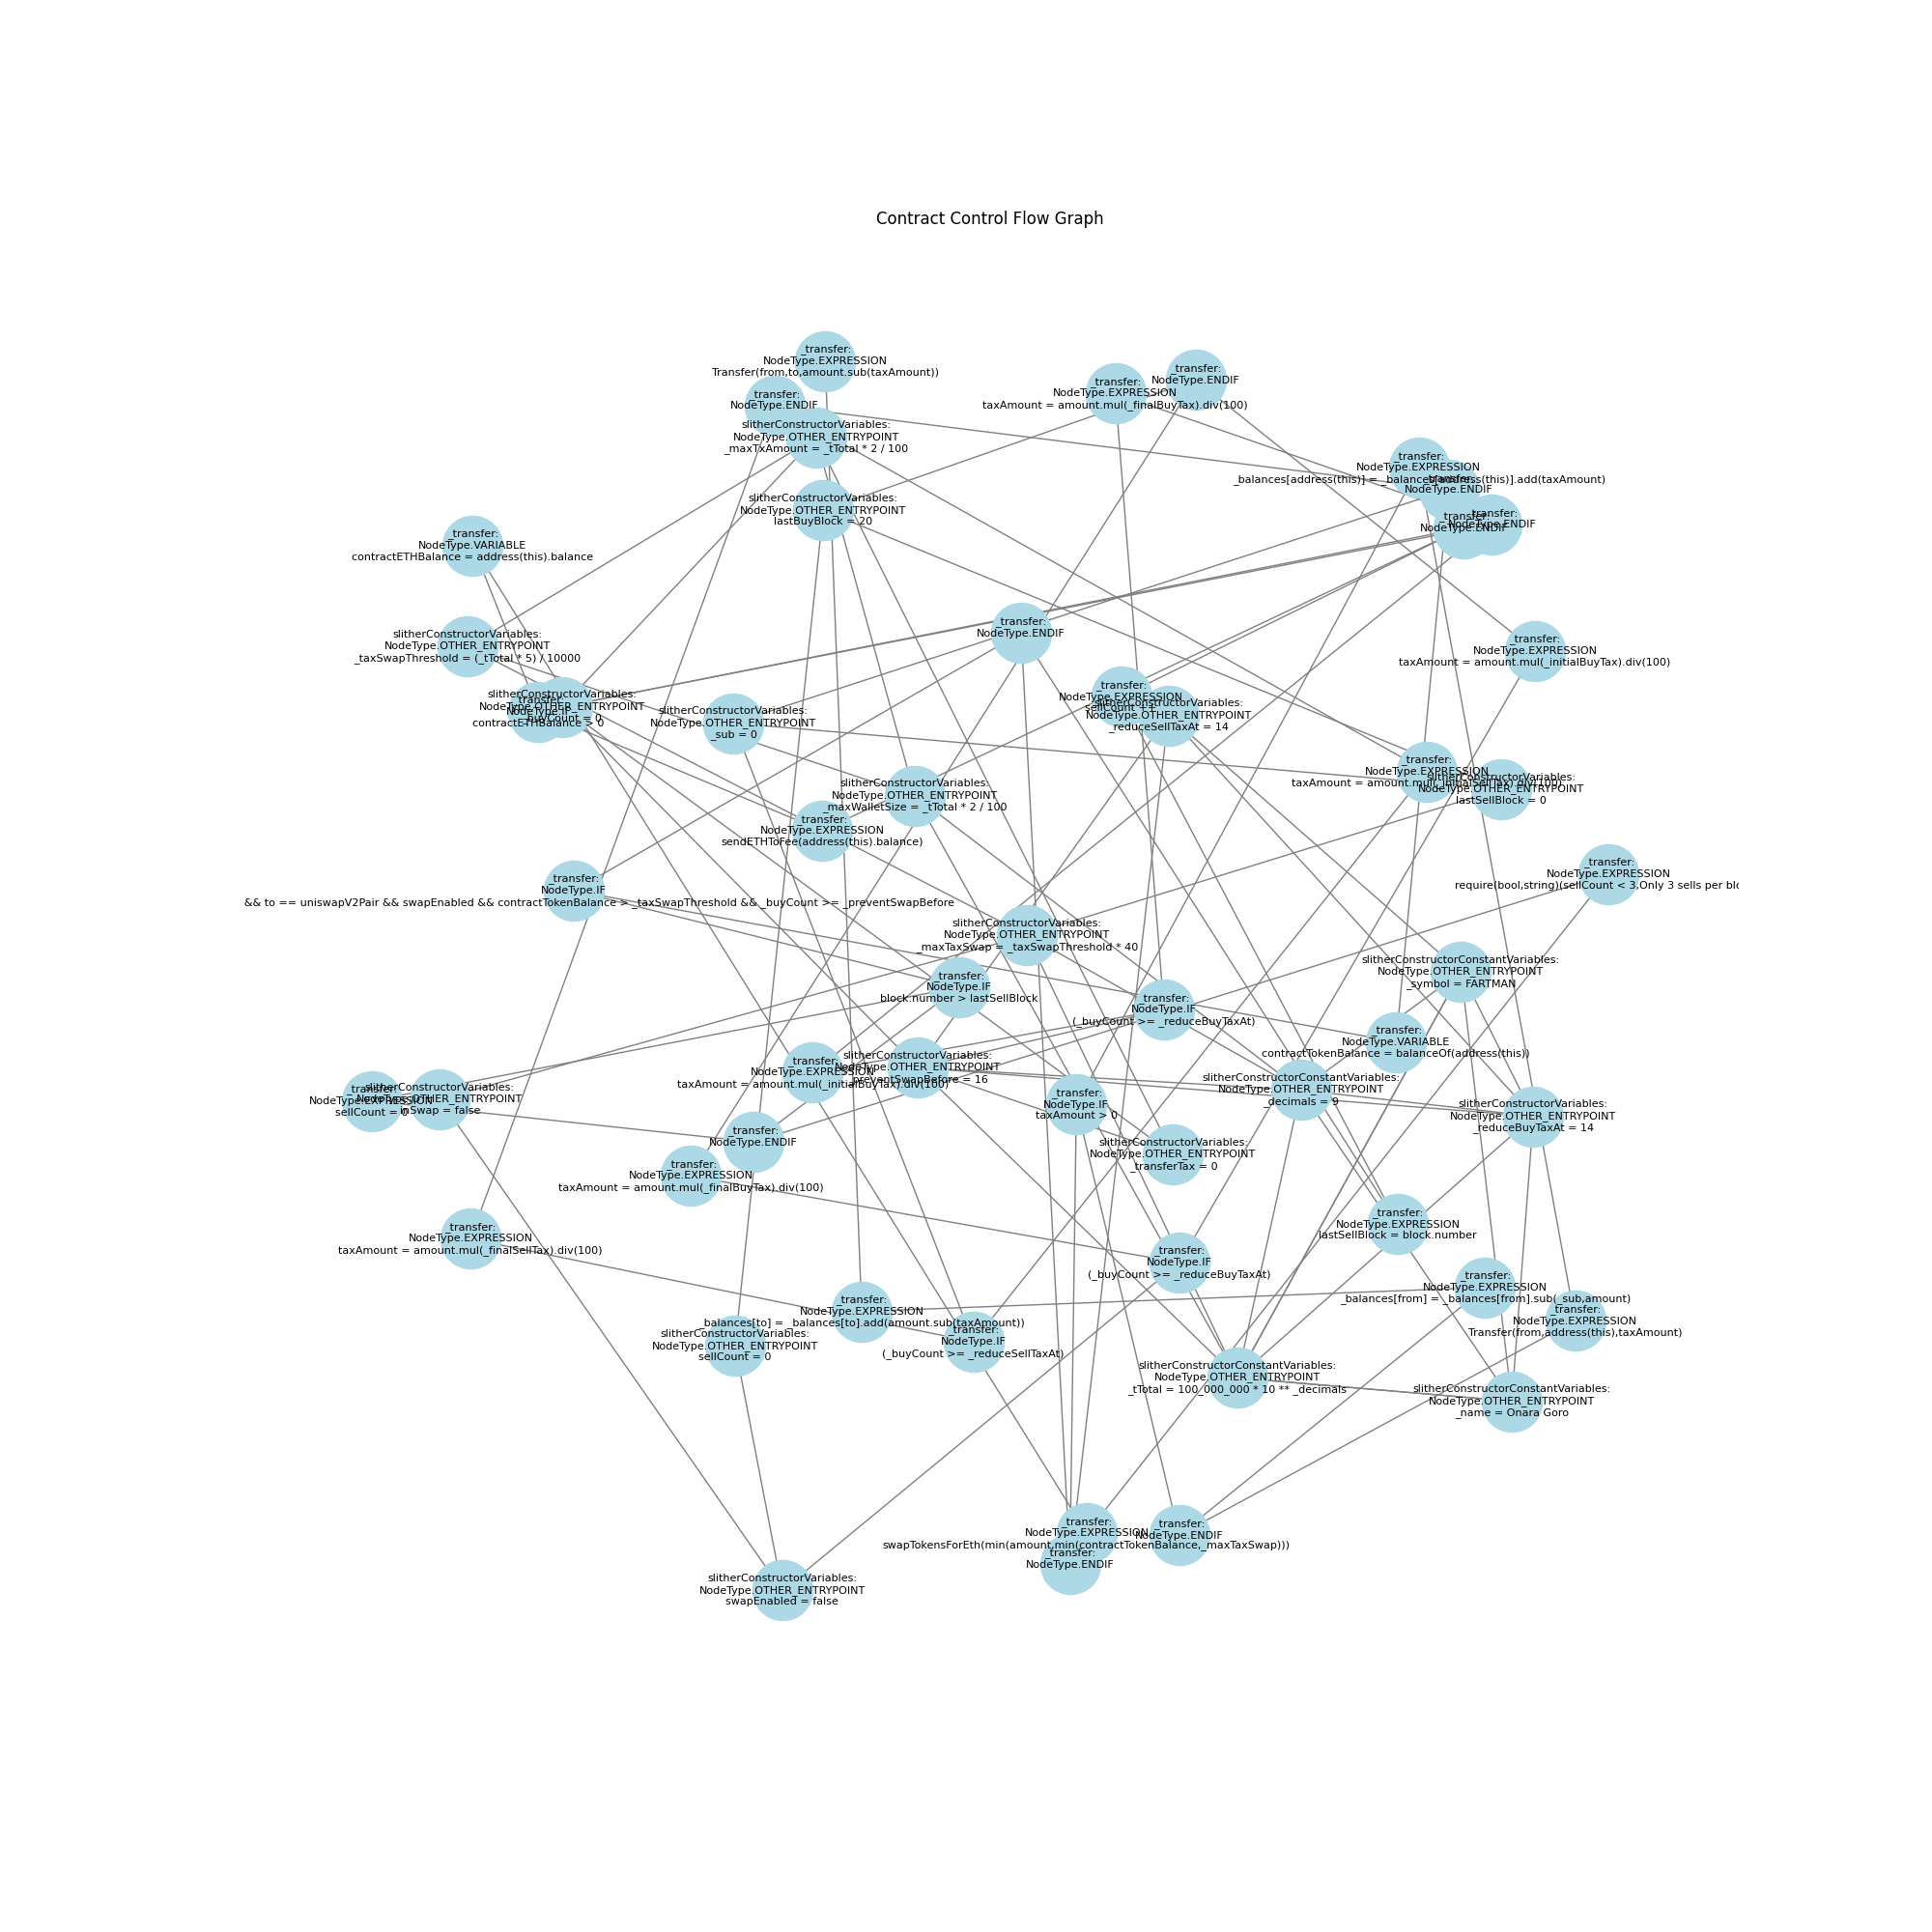 Contract Control Flow Graph
_transfer:
NodeType.EXPRESSION
Transfer(from,to,amount.sub(taxAmount))
_transfer:
NodeType.ENDIF
slitherConstructorVariables:
NodeType.OTHER_ENTRYPOINT
_maxTxAmount = _tTotal * 2 / 100
_transfer:
NodeType.EXPRESSION
taxAmount = amount.mul(_finalBuyTax).div(100)
_transfer:
NodeType.ENDIF
_transfer:
NodeType.EXPRESSION
_balances[address(this)] = _balances[address(this)].add(taxAmount)
NodeType.ENDIF
_transfer:
NodeType.ENDIF
_transfer:
NodeType.ENDIF
slitherConstructorVariables:
NodeType.OTHER_ENTRYPOINT
lastBuyBlock = 20
_transfer:
NodeType.VARIABLE
contractETHBalance = address(this).balance
slitherConstructorVariables:
NodeType.OTHER_ENTRYPOINT
_taxSwapThreshold = (_tTotal * 5) / 10000
_transfer:
NodeType.ENDIF
_transfer:
NodeType.EXPRESSION
taxAmount = amount.mul(_initialBuyTax).div(100)
slitherConstructorVariables:
NodeType.OTHER_ENTRYPOINT
_buyCount = 0
_transfer:
NodeType.IF
contractETHBalance > 0
slitherConstructorVariables:
NodeType.OTHER_ENTRYPOINT
_sub = 0
_transfer:
NodeType.EXPRESSION
sellCount ++
slitherConstructorVariables:
NodeType.OTHER_ENTRYPOINT
_reduceSellTaxAt = 14
slitherConstructorVariables:
NodeType.OTHER_ENTRYPOINT
_maxWalletSize = _tTotal * 2 / 100
_transfer:
NodeType.EXPRESSION
taxAmount = amount.mul(_initialSellTax).div(100)
slitherConstructorVariables:
NodeType.OTHER_ENTRYPOINT
lastSellBlock = 0
_transfer:
NodeType.EXPRESSION
sendETHToFee(address(this).balance)
_transfer:
NodeType.IF
&& to == uniswapV2Pair && swapEnabled && contractTokenBalance > _taxSwapThreshold && _buyCount >= _preventSwapBefore
_transfer:
NodeType.EXPRESSION
require(bool,string)(sellCount < 3,Only 3 sells per blo
slitherConstructorVariables:
NodeType.OTHER_ENTRYPOINT
_maxTaxSwap = _taxSwapThreshold * 40
slitherConstructorConstantVariables:
NodeType.OTHER_ENTRYPOINT
_symbol = FARTMAN
_transfer:
NodeType.IF
block.number > lastSellBlock
_transfer:
NodeType.IF
(_buyCount >= _reduceBuyTaxAt)
_transfer:
NodeType.VARIABLE
contractTokenBalance = balanceOf(address(this))
_transfer:
NodeType.EXPRESSION
taxAmount = amount.mul(_initialBuyTax).div(100)
slitherConstructorVariables:
NodeType.OTHER_ENTRYPOINT
_preventSwapBefore = 16
slitherConstructorConstantVariables:
NodeType.OTHER_ENTRYPOINT
_decimals = 9
_transfer:
NodeType.EXPRESSION
sellCount = 0
slitherConstructorVariables:
NodeType.OTHER_ENTRYPOINT
inSwap = false
_transfer:
NodeType.IF
taxAmount > 0
slitherConstructorVariables:
NodeType.OTHER_ENTRYPOINT
_reduceBuyTaxAt = 14
_transfer:
NodeType.ENDIF
slitherConstructorVariables:
NodeType.OTHER_ENTRYPOINT
_transferTax = 0
_transfer:
NodeType.EXPRESSION
taxAmount = amount.mul(_finalBuyTax).div(100)
_transfer:
NodeType.EXPRESSION
taxAmount = amount.mul(_finalSellTax).div(100)
_transfer:
NodeType.EXPRESSION
lastSellBlock = block.number
_transfer:
NodeType.IF
(_buyCount >= _reduceBuyTaxAt)
_transfer:
NodeType.EXPRESSION
_balances[from] = _balances[from].sub(_sub,amount)
_transfer:
NodeType.EXPRESSION
_balances[to] = _balances[to].add(amount.sub(taxAmount))
_transfer:
NodeType.EXPRESSION
Transfer(from,address(this),taxAmount)
slitherConstructorVariables:
NodeType.OTHER_ENTRYPOINT
sellCount = 0
_transfer:
NodeType.IF
(_buyCount >= _reduceSellTaxAt)
slitherConstructorConstantVariables:
NodeType.OTHER_ENTRYPOINT
_tTotal = 100_000_000 * 10 ** _decimals
slitherConstructorConstantVariables:
NodeType.OTHER_ENTRYPOINT
_name = Onara Goro
_transfer:
NodeType.EXPRESSION
swapTokensForEth(min(amount,min(contractTokenBalance,_maxTaxSwap)))
_transfer:
NodeType.ENDIF
_transfer:
NodeType.ENDIF
slitherConstructorVariables:
NodeType.OTHER_ENTRYPOINT
swapEnabled = false